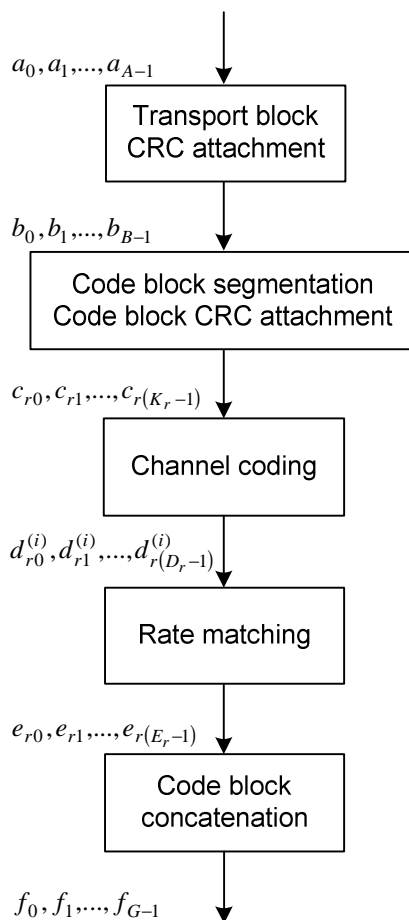 a_0, a_1,..., a_{A-1}
Transport block
CRC attachment
b_0, b_1,..., b_{B-1}
Code block segmentation
Code block CRC attachment
c_{r0}, c_{r1},..., c_{r(K_r-1)}
Channel coding
d_{r0}^{(i)}, d_{r1}^{(i)},..., d_{r(D_r-1)}^{(i)}
Rate matching
e_{r0}, e_{r1},..., e_{r(E_r-1)}
Code block
concatenation
f_0, f_1,..., f_{G-1}